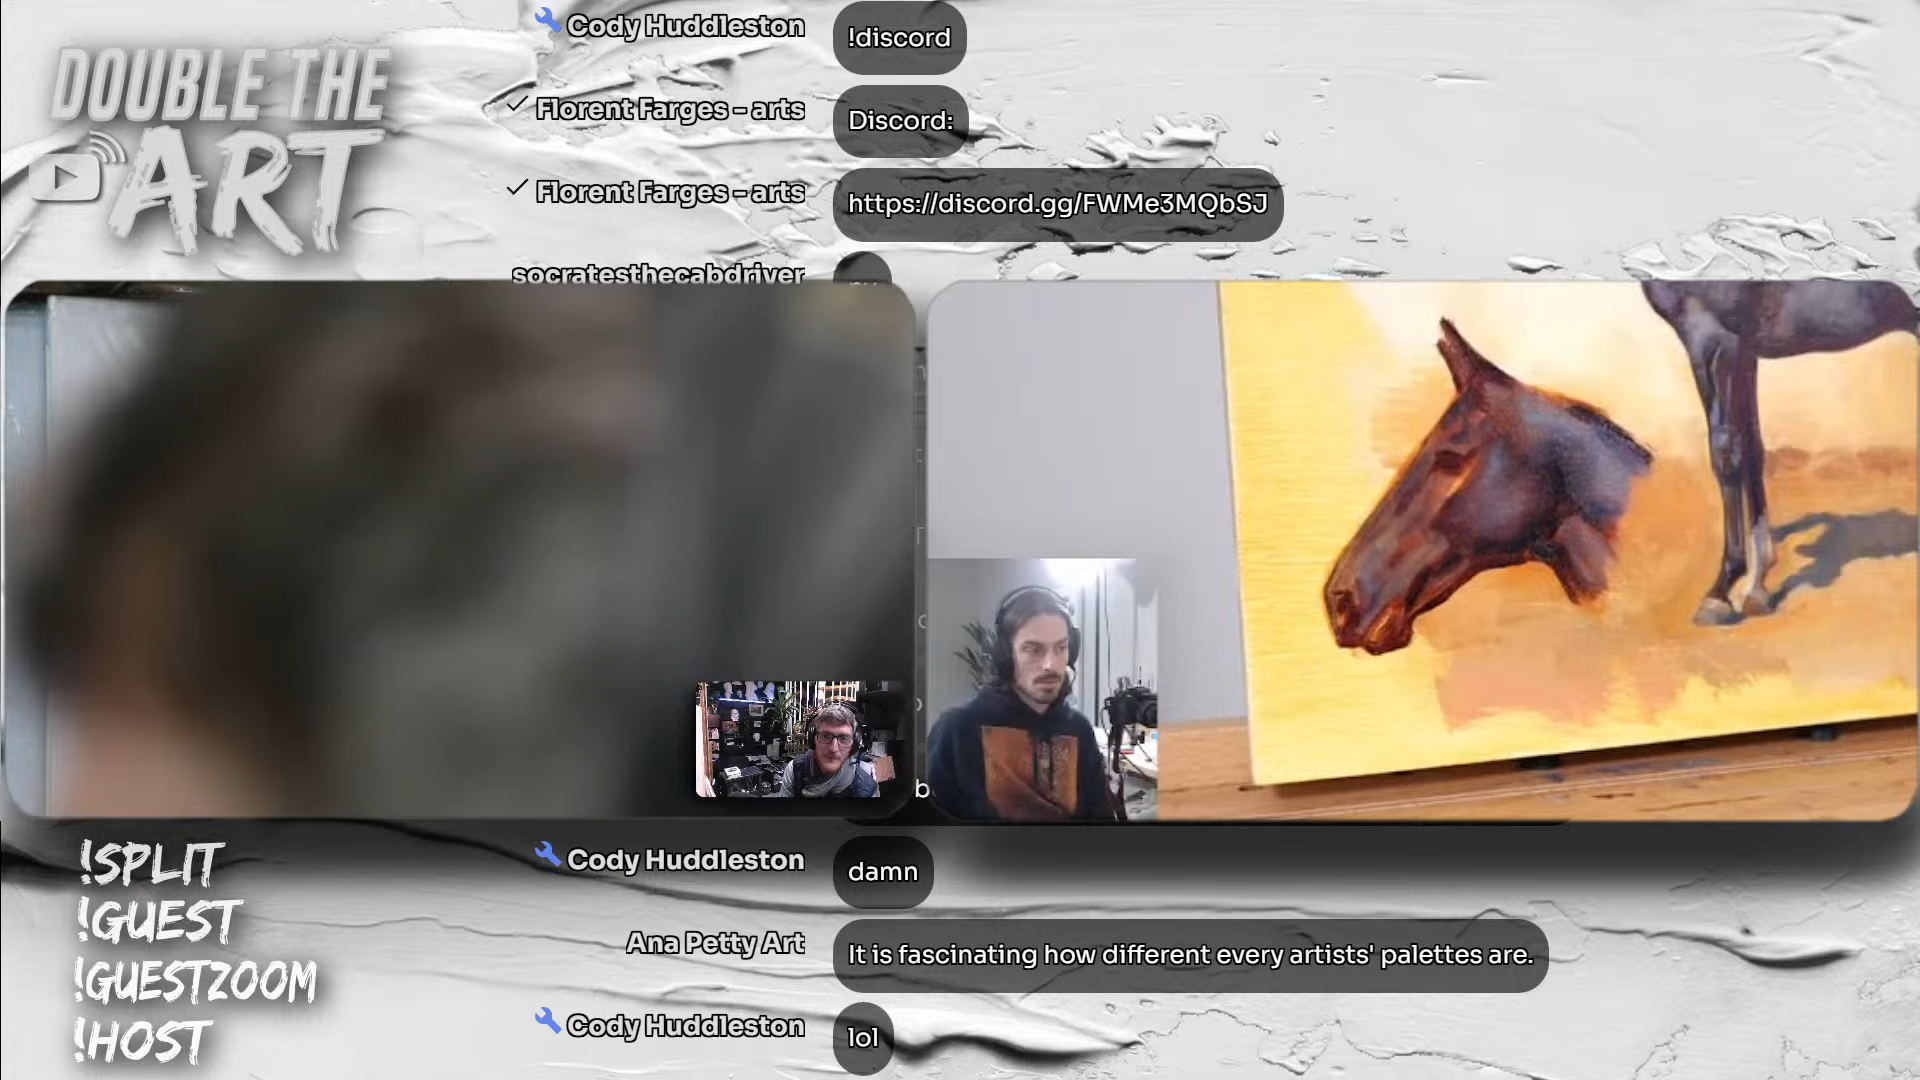 DOUBLE THE
ART
Cody Huddleston
!discord
Florent Farges - arts
Discord:
Florent Farges - arts
https://discord.gg/FWMe3MQbSJ
socratesthecabdriver
Cody Huddleston
damn
Ana Petty Art
It is fascinating how different every artists' palettes are.
Cody Huddleston
lol
!SPLIT
!GUEST
!GUESTZOOM
!HOST